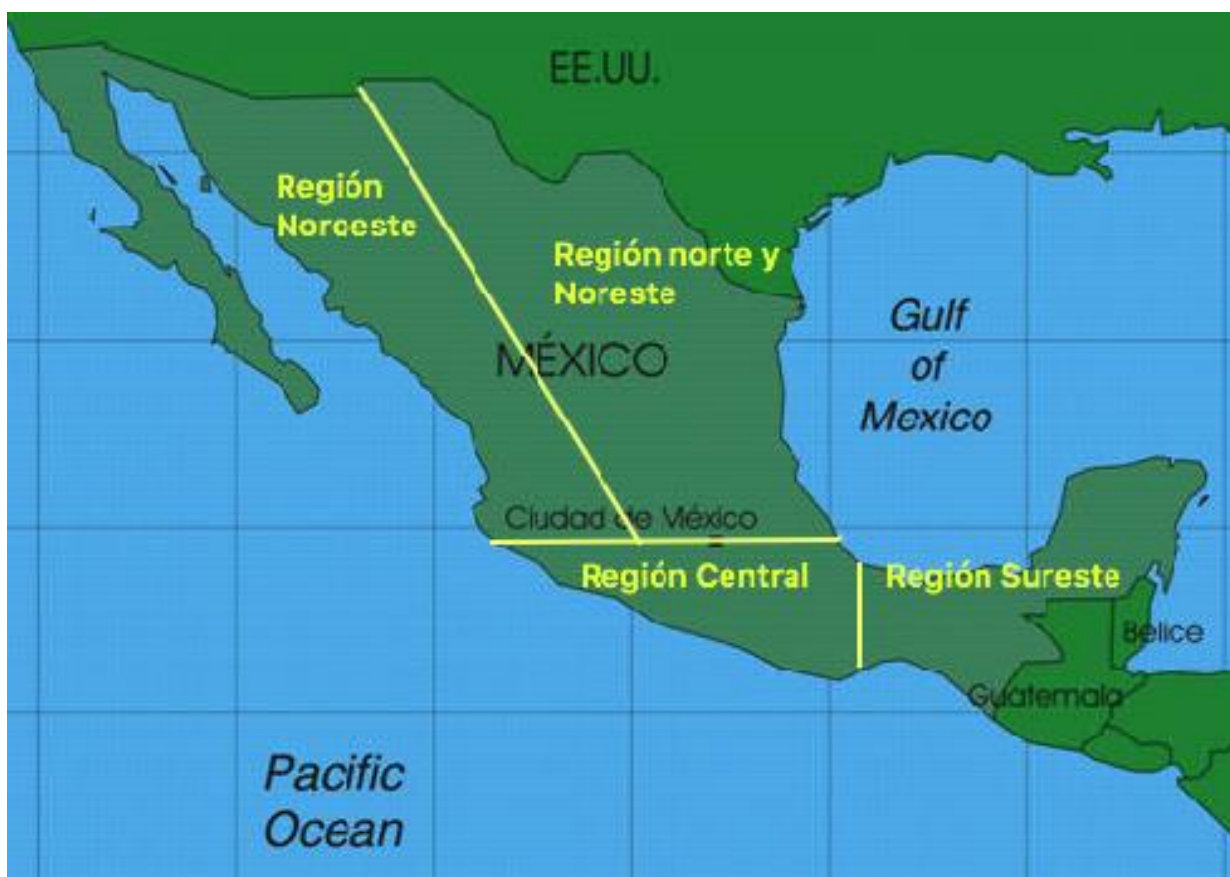 EE.UU.
Región
Noroeste
Región norte y
Noreste
Gulf
of
Mexico
MÉXICO
Ciudad de México
Región Central
Región Sureste
Belice
Guatemala
Pacific
Ocean